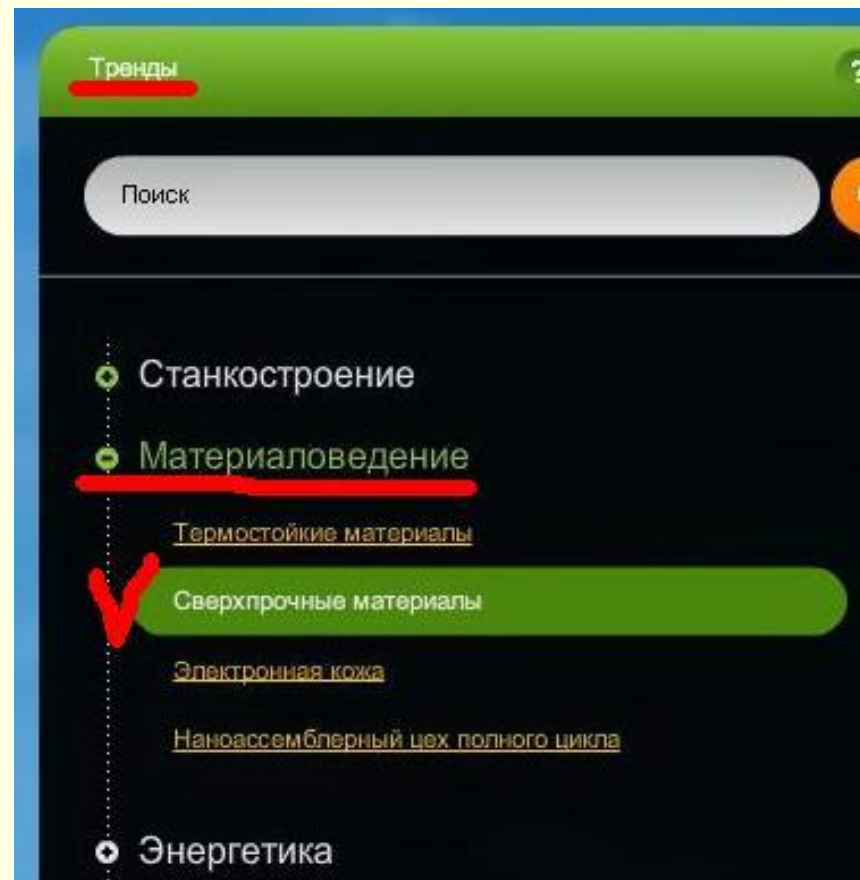 Тренды
?
Поиск
Станкостроение
Материаловедение
Термостойкие материалы
Сверхпрочные материалы
Электронная кожа
Наноассемблерный цех полного цикла
Энергетика